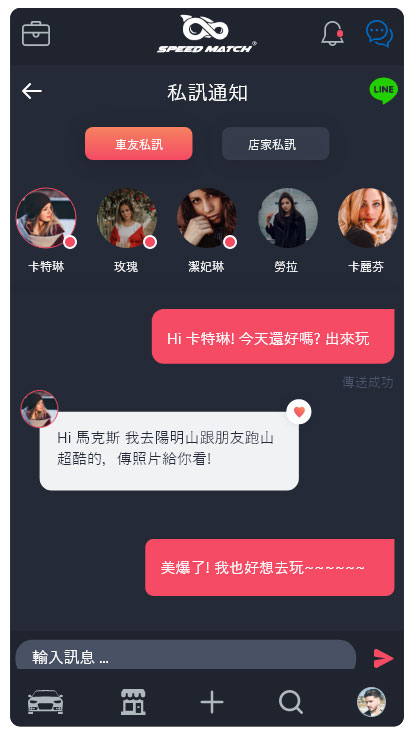 SPEED MATCH®
私訊通知
LINE
車友私訊
店家私訊
卡特琳
玫瑰
潔妃琳
勞拉
卡麗芬
Hi 卡特琳! 今天還好嗎? 出來玩
傳送成功
Hi 馬克斯 我去陽明山跟朋友跑山
超酷的，傳照片給你看!
美爆了! 我也好想去玩~~~~~~
輸入訊息 ...